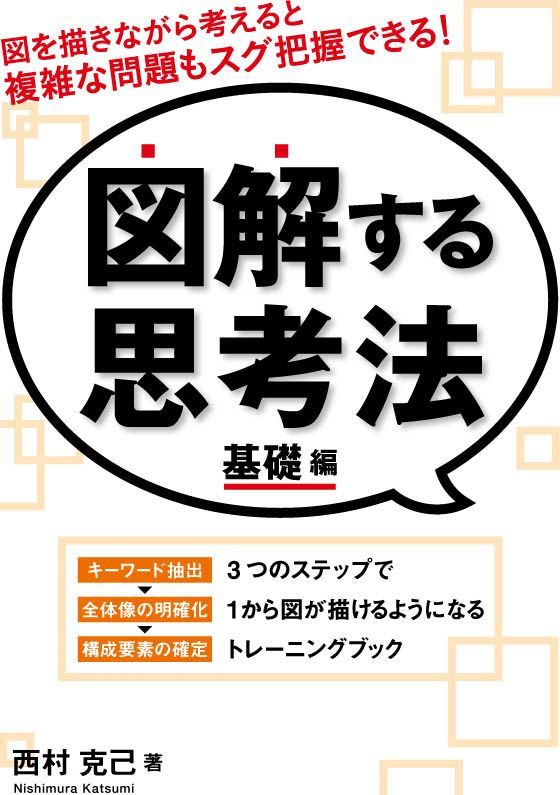 図を描きながら考えると
複雑な問題もスグ把握できる!
図解する
思考法
基礎編
キーワード抽出
全体像の明確化
構成要素の確定
3つのステップで
1から図が描けるようになる
トレーニングブック
西村 克己 著
Nishimura Katsumi